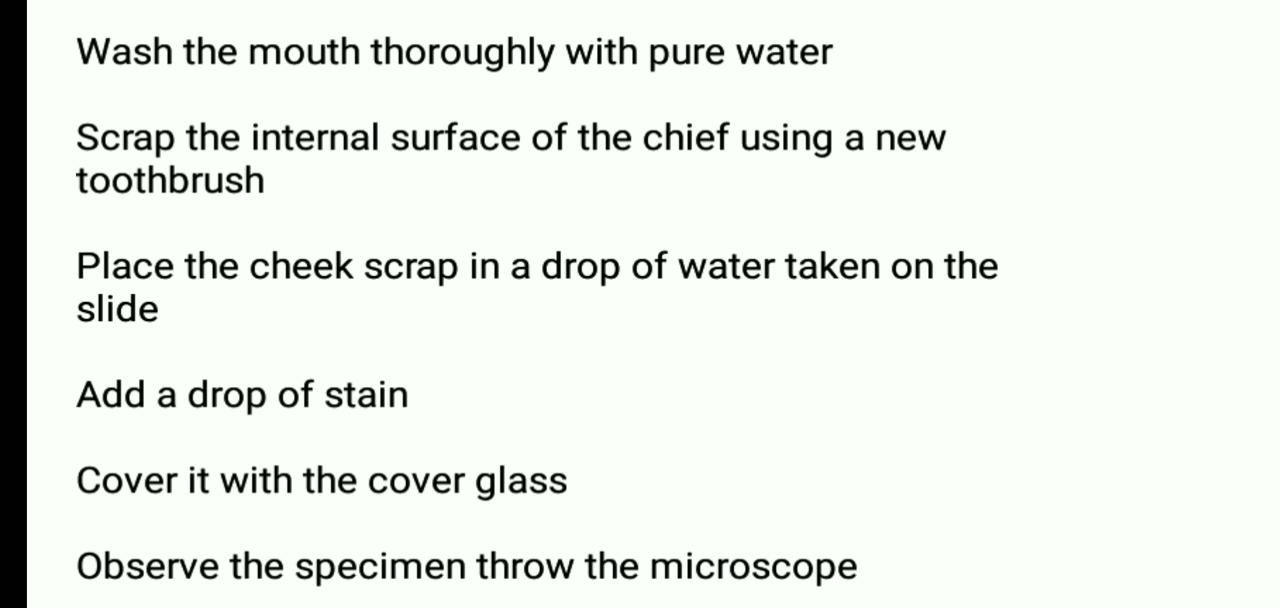 Wash the mouth thoroughly with pure water
Scrap the internal surface of the chief using a new
toothbrush
Place the cheek scrap in a drop of water taken on the
slide
Add a drop of stain
Cover it with the cover glass
Observe the specimen throw the microscope